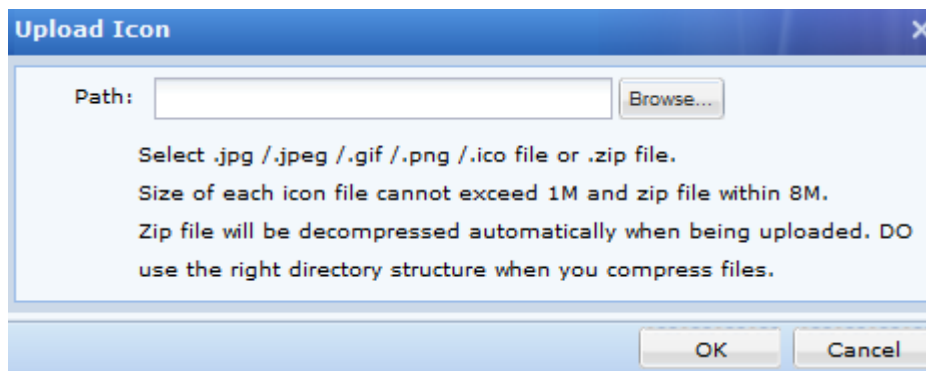 Upload Icon
Path: Browse...
Select .jpg /.jpeg /.gif /.png /.ico file or .zip file.
Size of each icon file cannot exceed 1M and zip file within 8M.
Zip file will be decompressed automatically when being uploaded. DO
use the right directory structure when you compress files.
OK Cancel